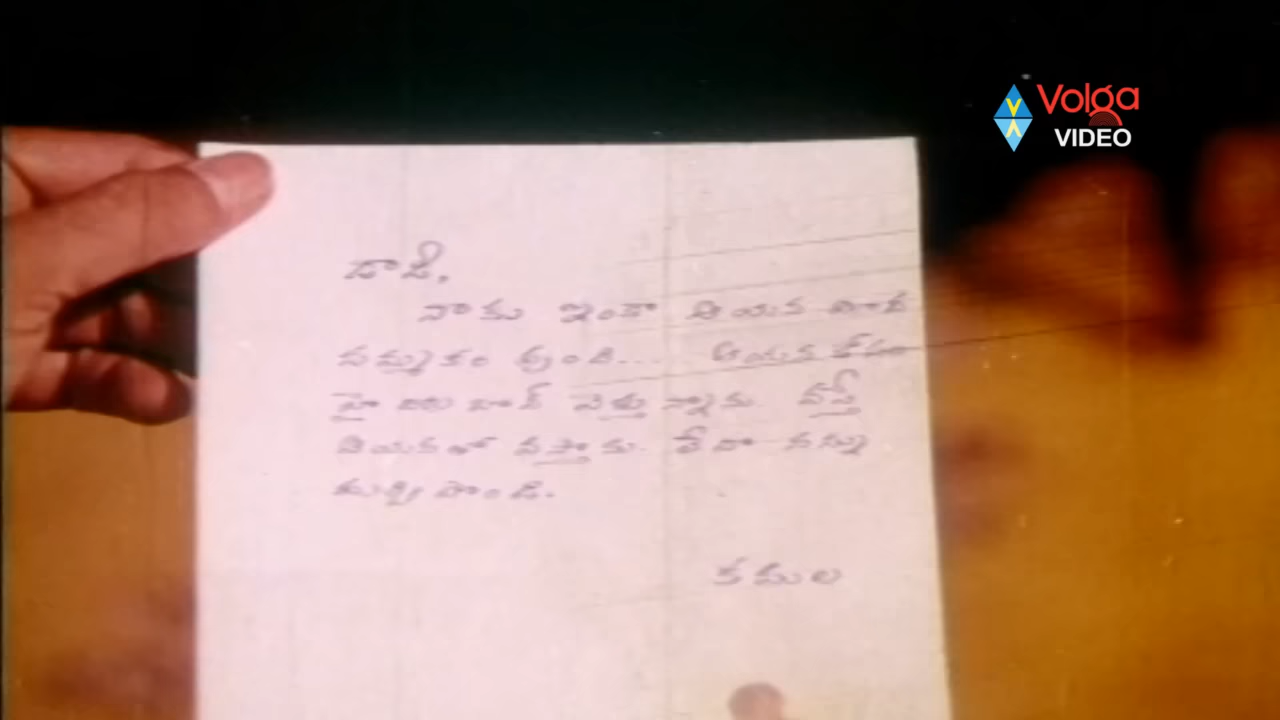 Volga
VIDEO
డాడీ,
నాకు ఇంకా ఆయన మీద
నమ్మకం వుంది.... ఆయన కోసం
హైదరాబాద్ వెళ్తున్నాను. వస్తే
ఆయనతో వస్తాను. లేదా నన్ను
మర్చిపొండి.
కమల